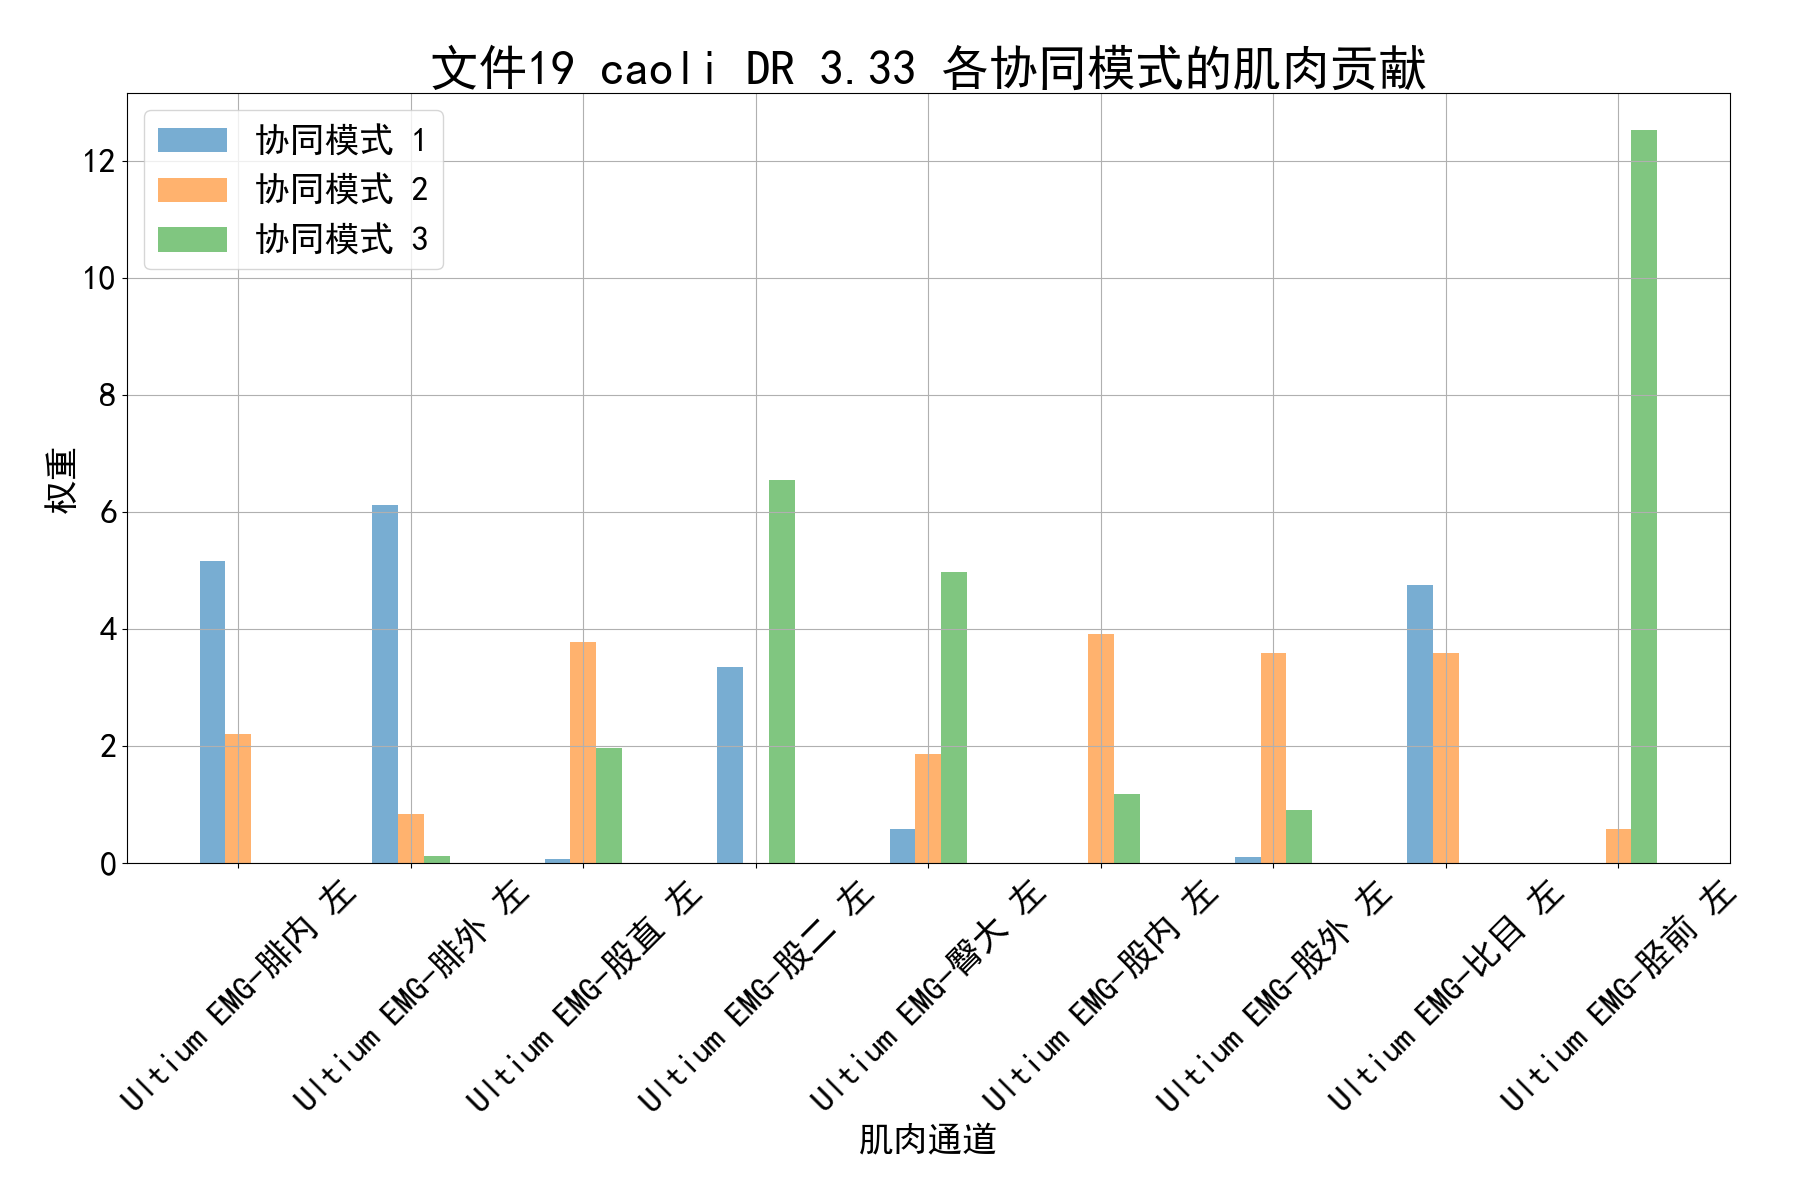 文件19 caoli DR 3.33 各协同模式的肌肉贡献
协同模式 1
协同模式 2
协同模式 3
12
10
8
6
4
2
0
权重
Ultium EMG-腓内 左
Ultium EMG-腓外 左
Ultium EMG-股直 左
Ultium EMG-股二 左
Ultium EMG-臀大 左
Ultium EMG-股内 左
Ultium EMG-股外 左
Ultium EMG-比目 左
Ultium EMG-胫前 左
肌肉通道